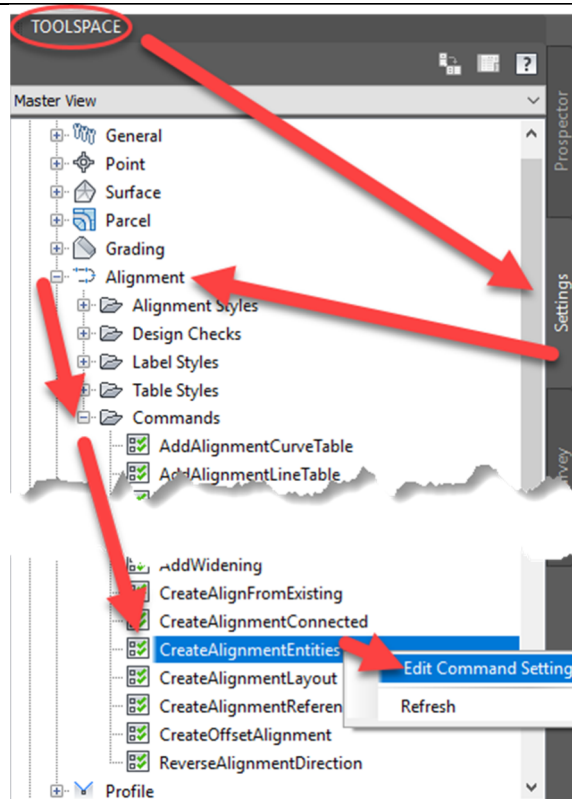 TOOLSPACE
Master View
Prospector
General
Point
Surface
Parcel
Grading
Alignment
Settings
Alignment Styles
Design Checks
Label Styles
Table Styles
Commands
AddAlignmentCurveTable
AddAlignmentLineTable
AddWidening
CreateAlignFromExisting
CreateAlignmentConnected
CreateAlignmentEntities
Edit Command Setting
CreateAlignmentLayout
CreateAlignmentReferen
Refresh
CreateOffsetAlignment
ReverseAlignmentDirection
Profile